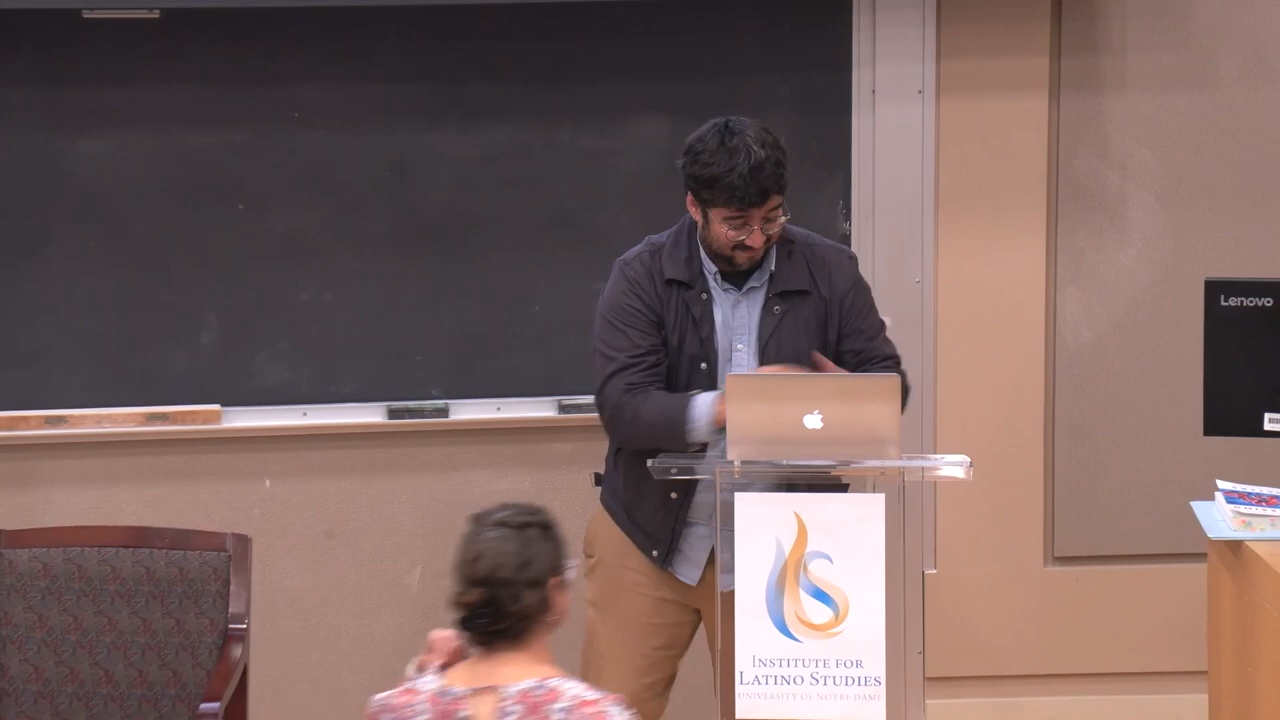 Lenovo
INSTITUTE FOR
LATINO STUDIES
UNIVERSITY OF NOTRE DAME